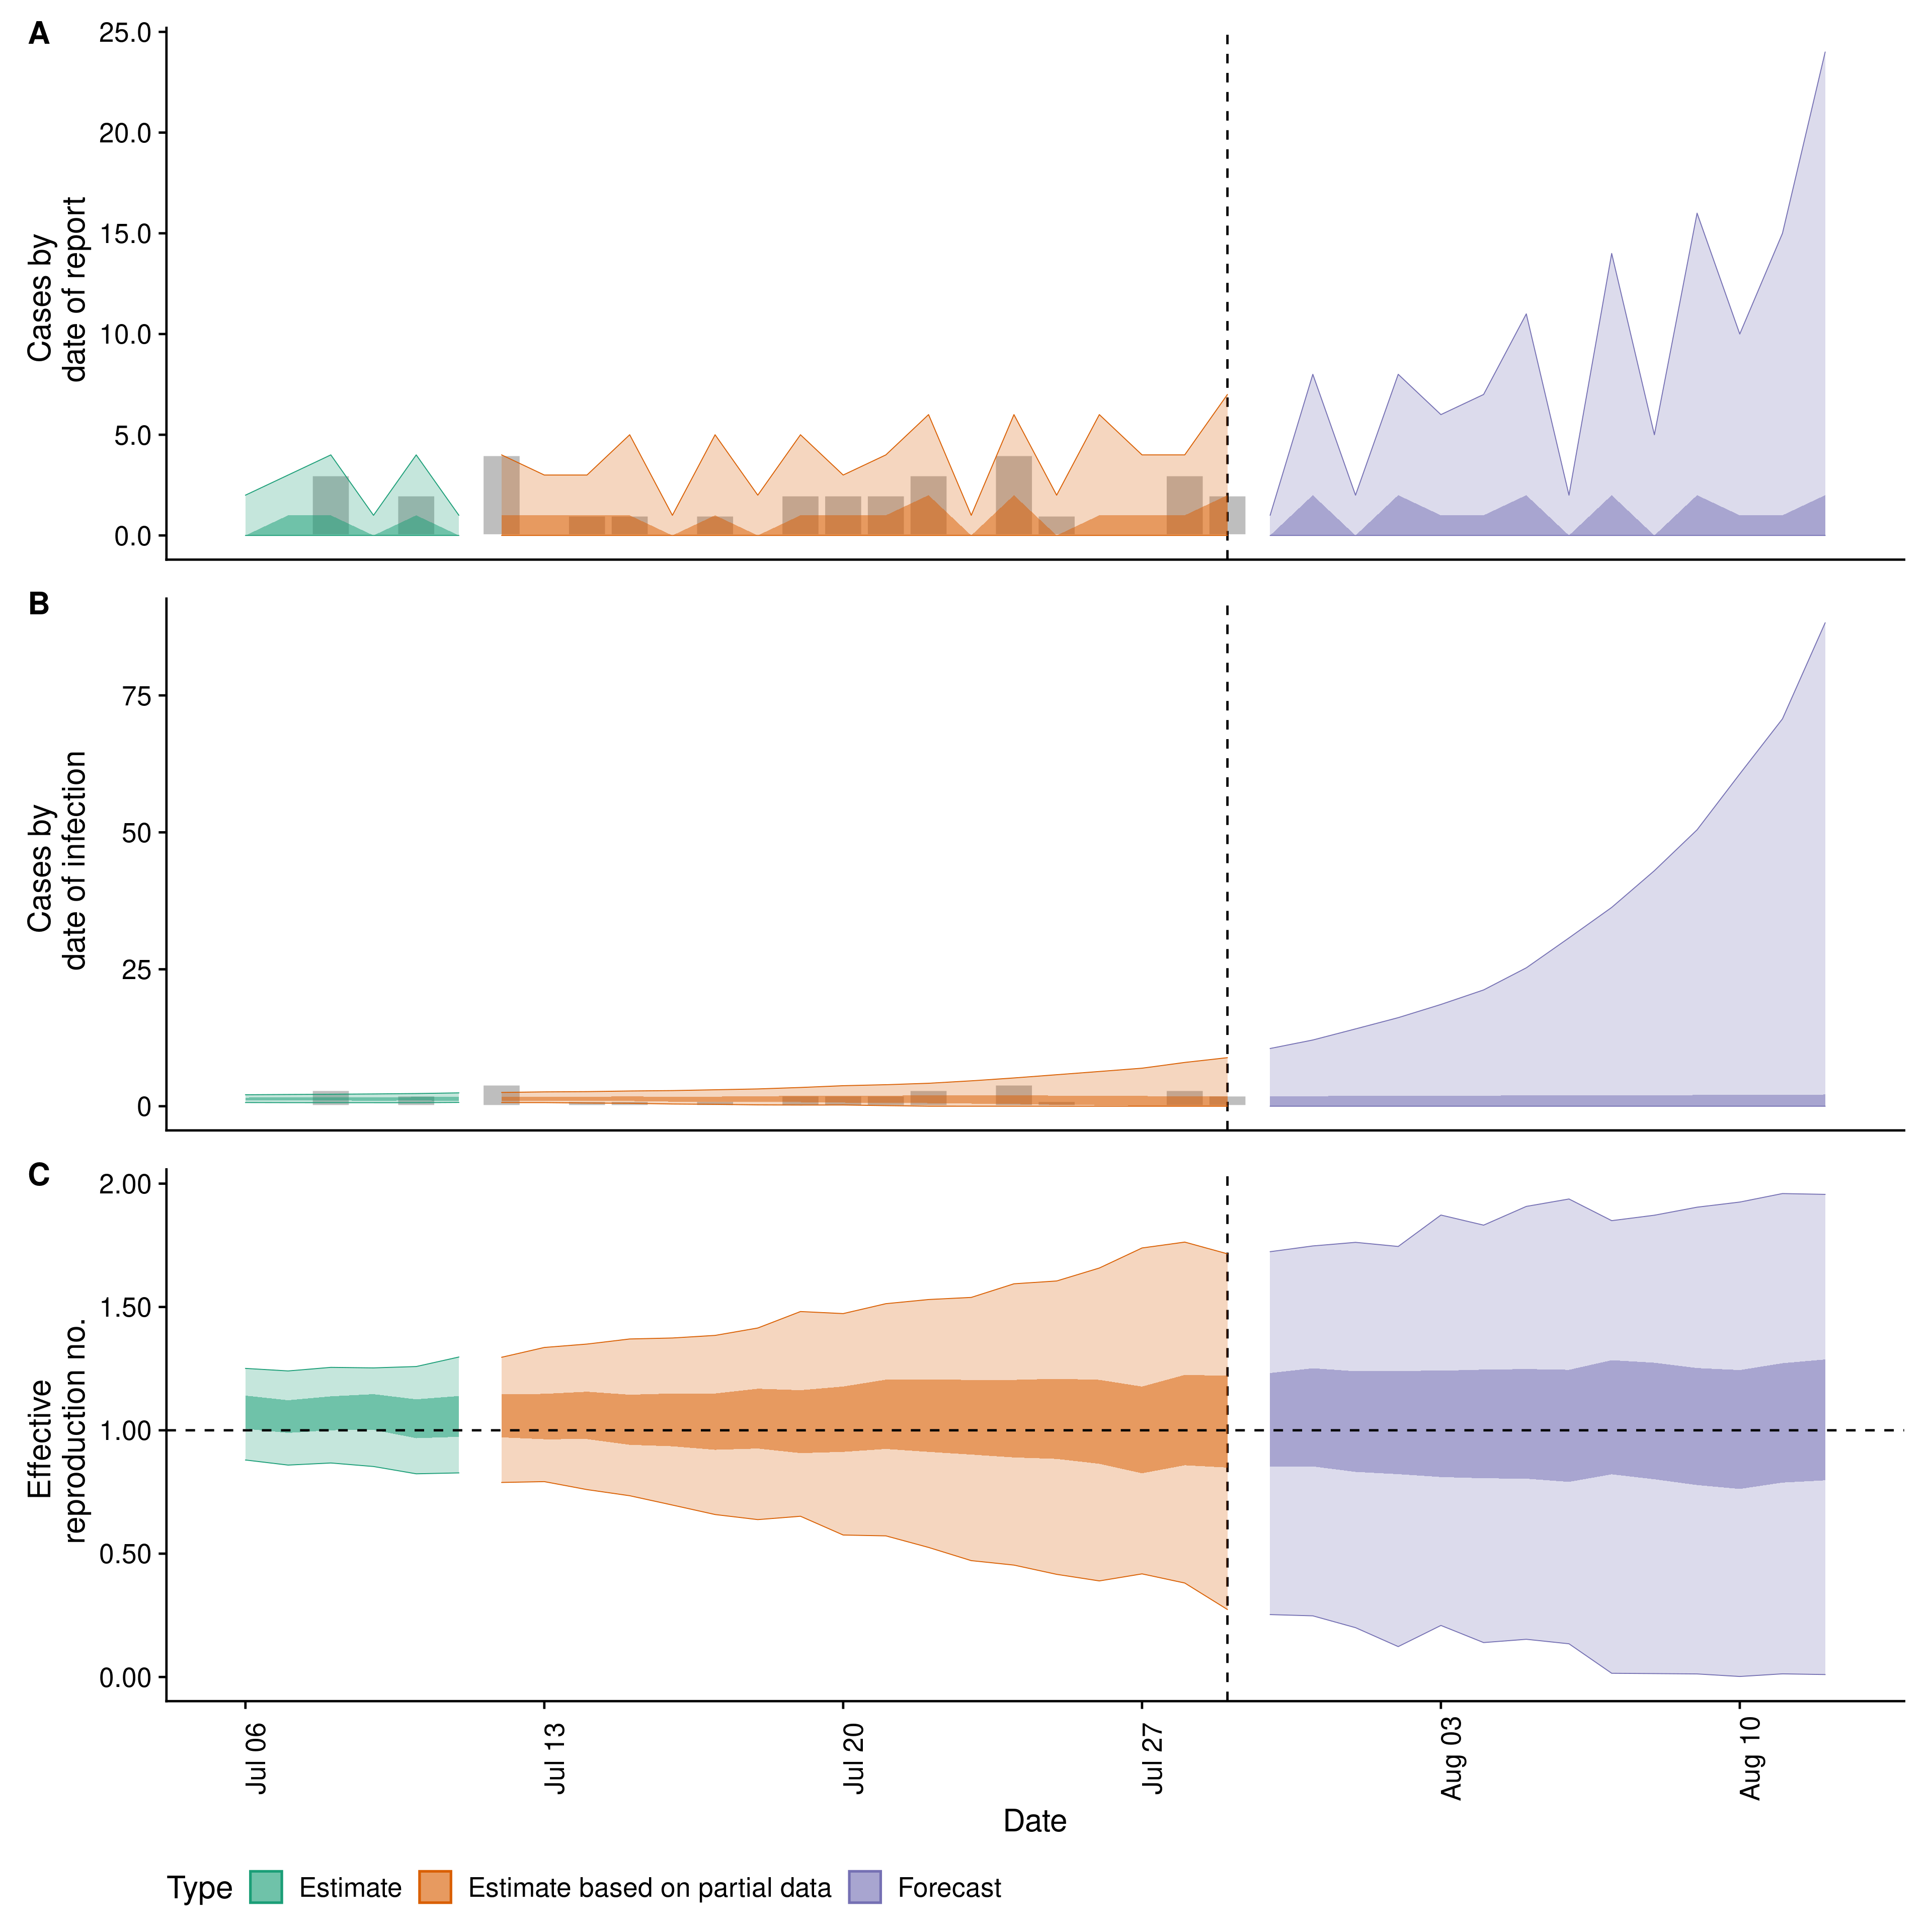 A
25.0
20.0
15.0
10.0
5.0
0.0
Cases by
date of report
B
75
50
25
0
Cases by
date of infection
C
2.00
1.50
1.00
0.50
0.00
Effective
reproduction no.
Jul 06
Jul 13
Jul 20
Jul 27
Aug 03
Aug 10
Date
Type Estimate Estimate based on partial data Forecast